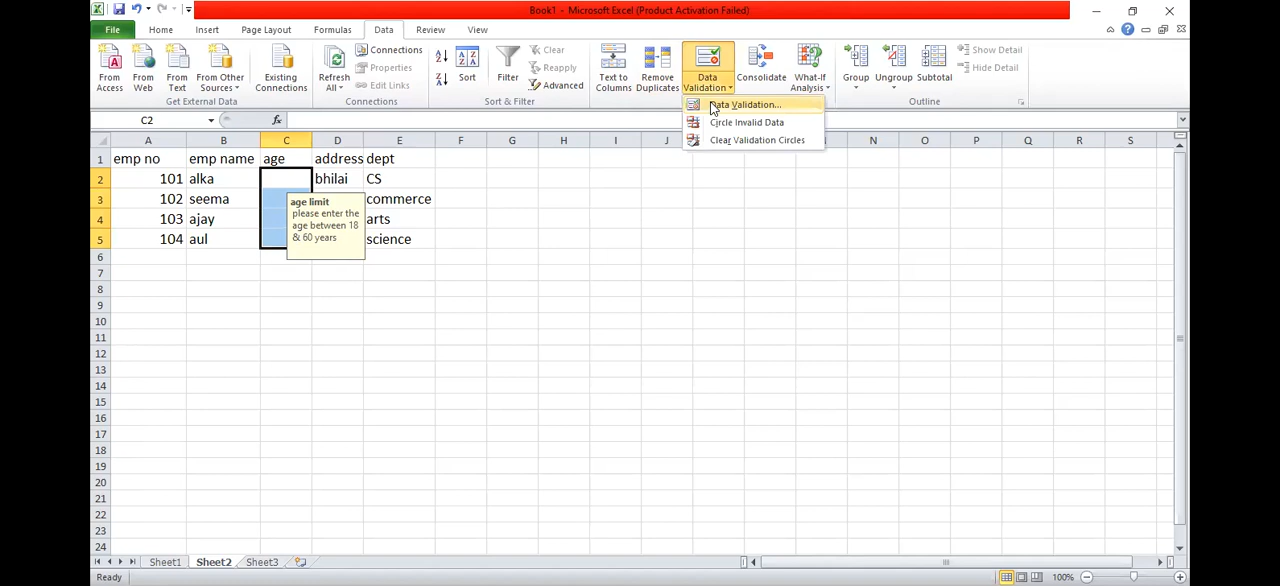 Book1 - Microsoft Excel (Product Activation Failed)
File Home Insert Page Layout Formulas Data Review View
From Access
From Web
From Text
From Other Sources
Existing Connections
Get External Data
Refresh All
Connections
Properties
Edit Links
Connections
Sort
Filter
Clear
Reapply
Advanced
Sort & Filter
Text to Columns
Remove Duplicates
Data Validation
Consolidate
What-If Analysis
Group
Ungroup
Subtotal
Show Detail
Hide Detail
Outline
Data Validation...
Circle Invalid Data
Clear Validation Circles
C2 fx
A B C D E F G H I J N O P Q R S
1 emp no emp name age address dept
2 101 alka bhilai CS
3 102 seema commerce
4 103 ajay arts
5 104 aul science
age limit
please enter the
age between 18
& 60 years
6
7
8
9
10
11
12
13
14
15
16
17
18
19
20
21
22
23
24
Sheet1 Sheet2 Sheet3
Ready 100%